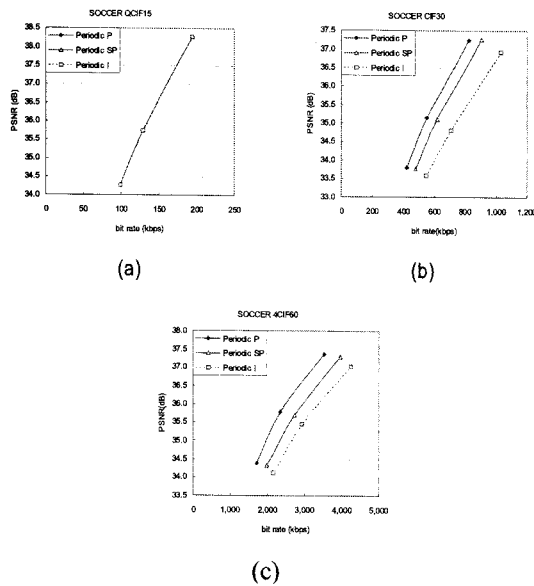 SOCCER QCIF15
38.5
38.0
37.5
37.0
36.5
36.0
35.5
35.0
34.5
34.0
PSNR (dB)
Periodic P
Periodic SP
Periodic I
0 50 100 150 200 250
bit rate (kbps)
(a)
SOCCER CIF30
37.5
37.0
36.5
36.0
35.5
35.0
34.5
34.0
33.5
33.0
PSNR (dB)
Periodic P
Periodic SP
Periodic I
0 200 400 600 800 1,000 1,200
bit rate(kbps)
(b)
SOCCER 4CIF60
38.0
37.5
37.0
36.5
36.0
35.5
35.0
34.5
34.0
33.5
PSNR(dB)
Periodic P
Periodic SP
Periodic I
0 1,000 2,000 3,000 4,000 5,000
bit rate (kbps)
(c)